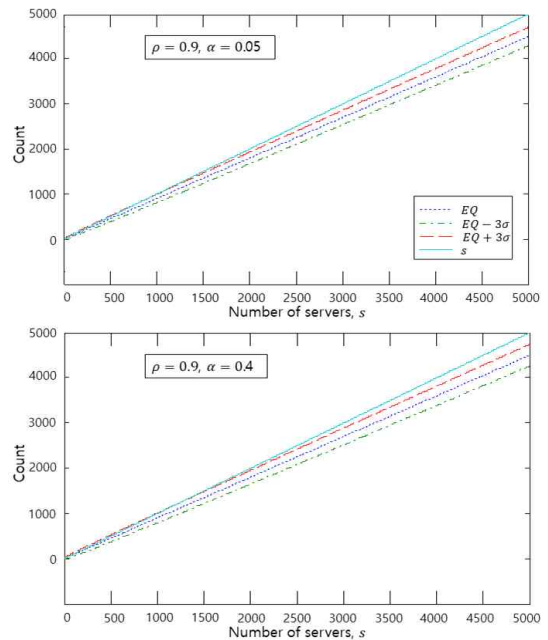 5000
4000
3000
2000
1000
0
Count
ρ = 0.9, α = 0.05
EQ
EQ − 3σ
EQ + 3σ
s
0 500 1000 1500 2000 2500 3000 3500 4000 4500 5000
Number of servers, s
5000
4000
3000
2000
1000
0
Count
ρ = 0.9, α = 0.4
0 500 1000 1500 2000 2500 3000 3500 4000 4500 5000
Number of servers, s